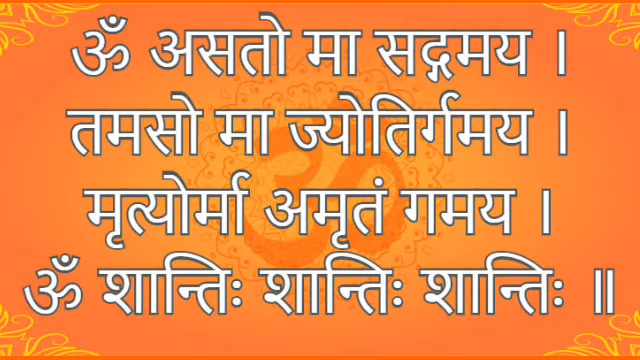 ॐ असतो मा सद्गमय ।
तमसो मा ज्योतिर्गमय ।
मृत्योर्मा अमृतं गमय ।
ॐ शान्तिः शान्तिः शान्तिः ॥